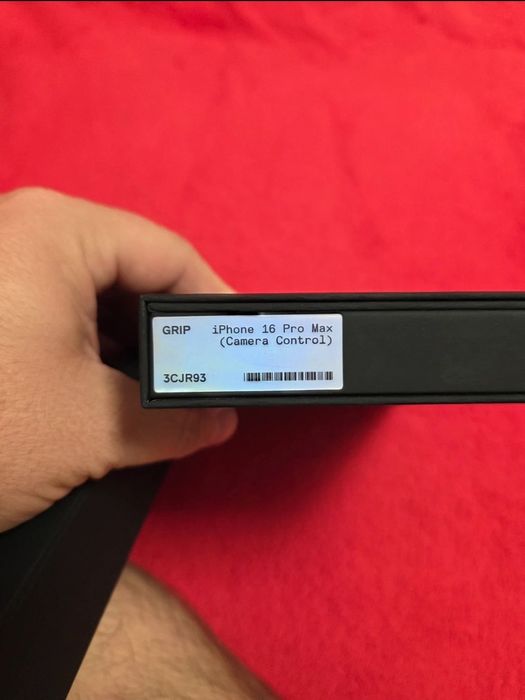 GRIP iPhone 16 Pro Max
(Camera Control)
3CJR93